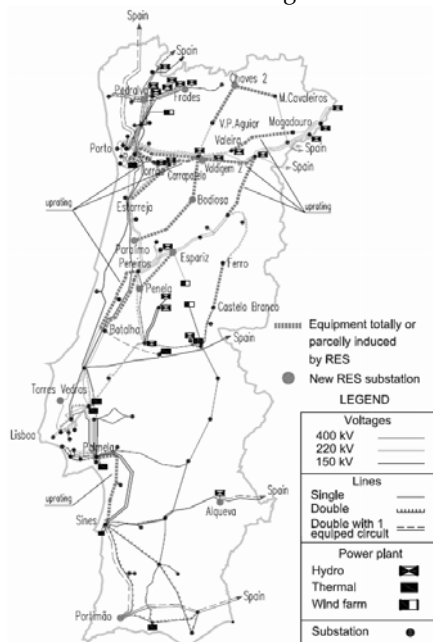 Spain
Spain
Pedralva
Frades
Chaves 2
M.Cavaleiros
V.P.Aguiar
Mogadouro
Porto
Valeira
Spain
Torrão
Carrapatelo
Valdigem 2
Spain
uprating
Estarreja
Bodiosa
uprating
Paraimo
Pereiros
Espariz
Ferro
Penela
Castelo Branco
Batalha
Spain
Equipment totally or
parcelly induced
by RES
New RES substation
Torres Vedras
LEGEND
Voltages
400 kV
220 kV
150 kV
Lisboa
Palmela
Lines
Single
Double
Double with 1
equiped circuit
uprating
Spain
Sines
Alqueva
Power plant
Hydro
Thermal
Wind farm
Spain
Portimão
Substation